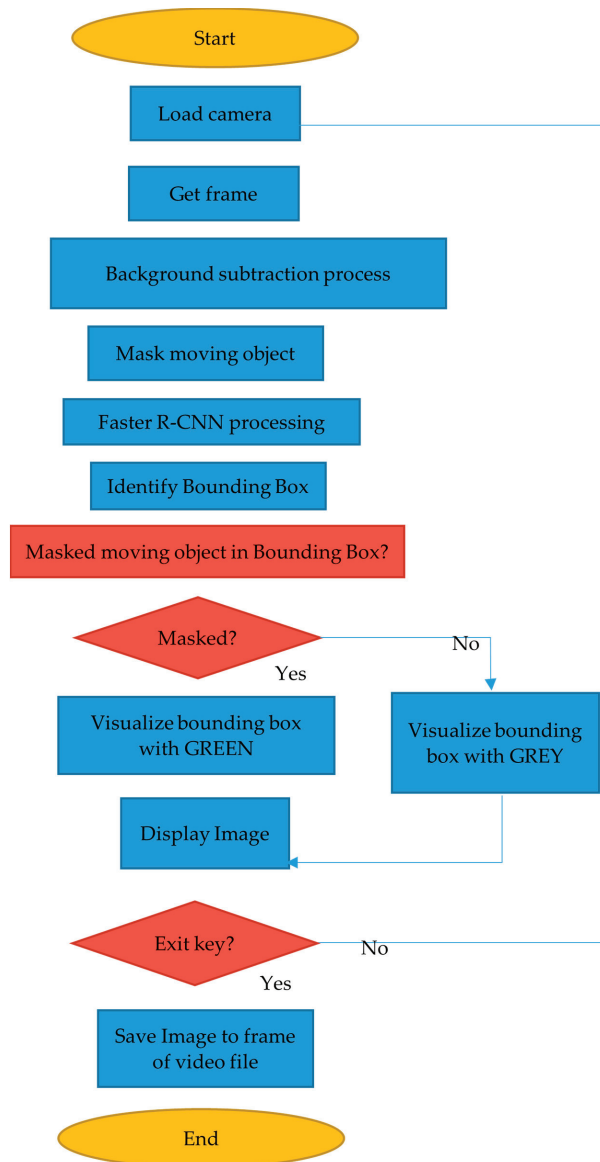 Start
Load camera
Get frame
Background subtraction process
Mask moving object
Faster R-CNN processing
Identify Bounding Box
Masked moving object in Bounding Box?
Masked?
No
Yes
Visualize bounding box
with GREEN
Visualize bounding
box with GREY
Display Image
Exit key?
No
Yes
Save Image to frame
of video file
End